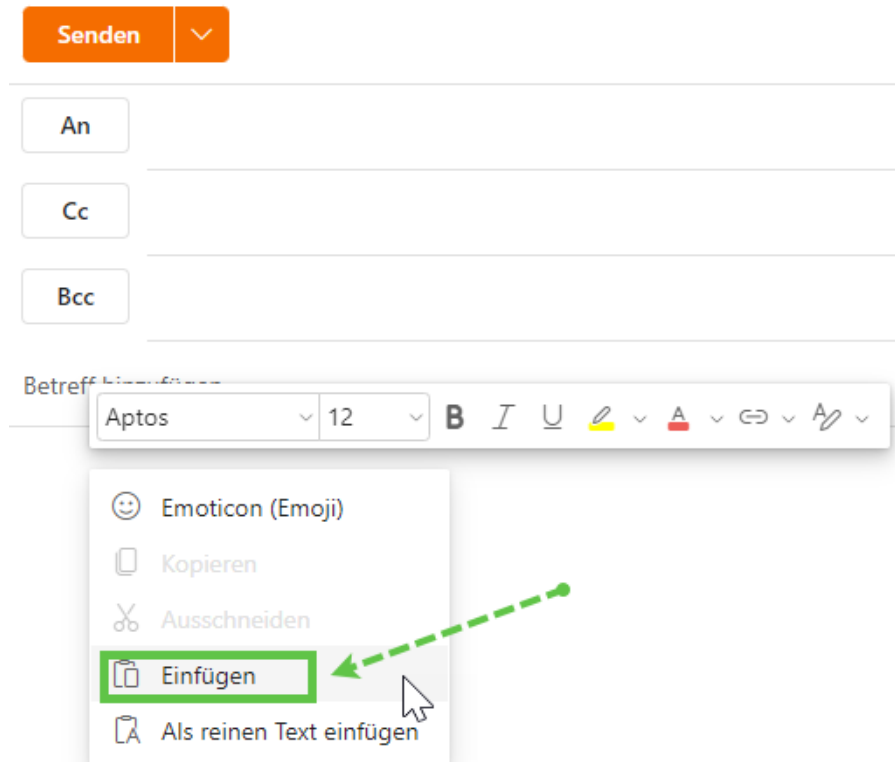 Senden
An
Cc
Bcc
Betreff hinzufügen
Aptos 12 B I U A A
Emoticon (Emoji)
Kopieren
Ausschneiden
Einfügen
Als reinen Text einfügen